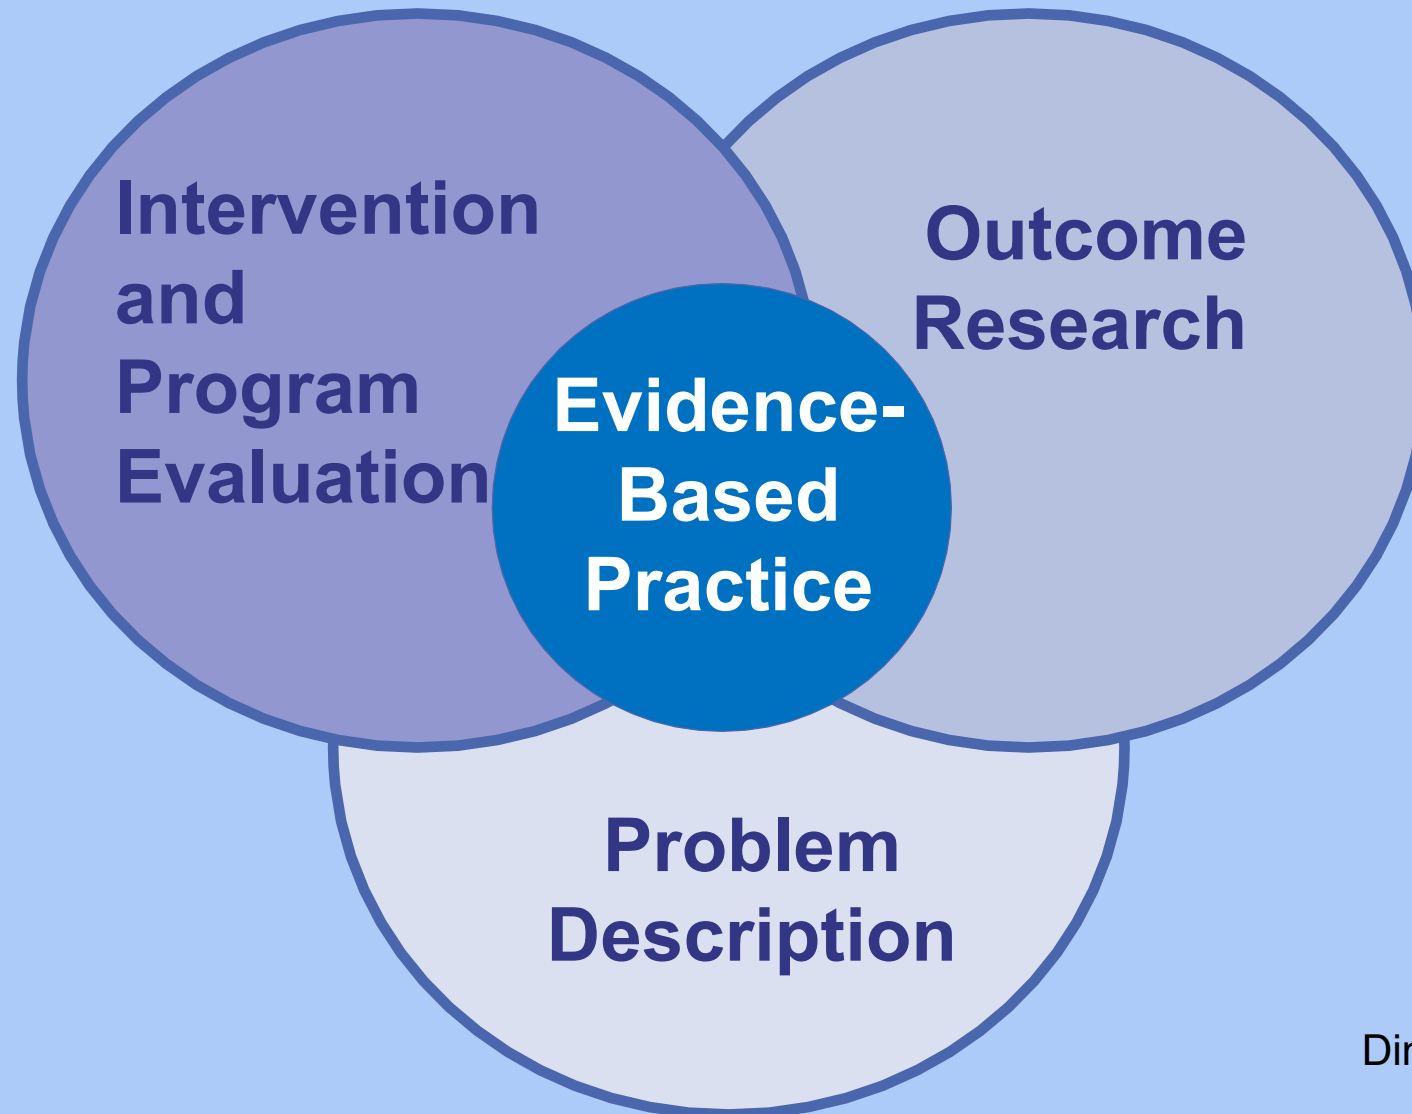 Intervention
and
Program
Evaluation
Outcome
Research
Evidence-
Based
Practice
Problem
Description